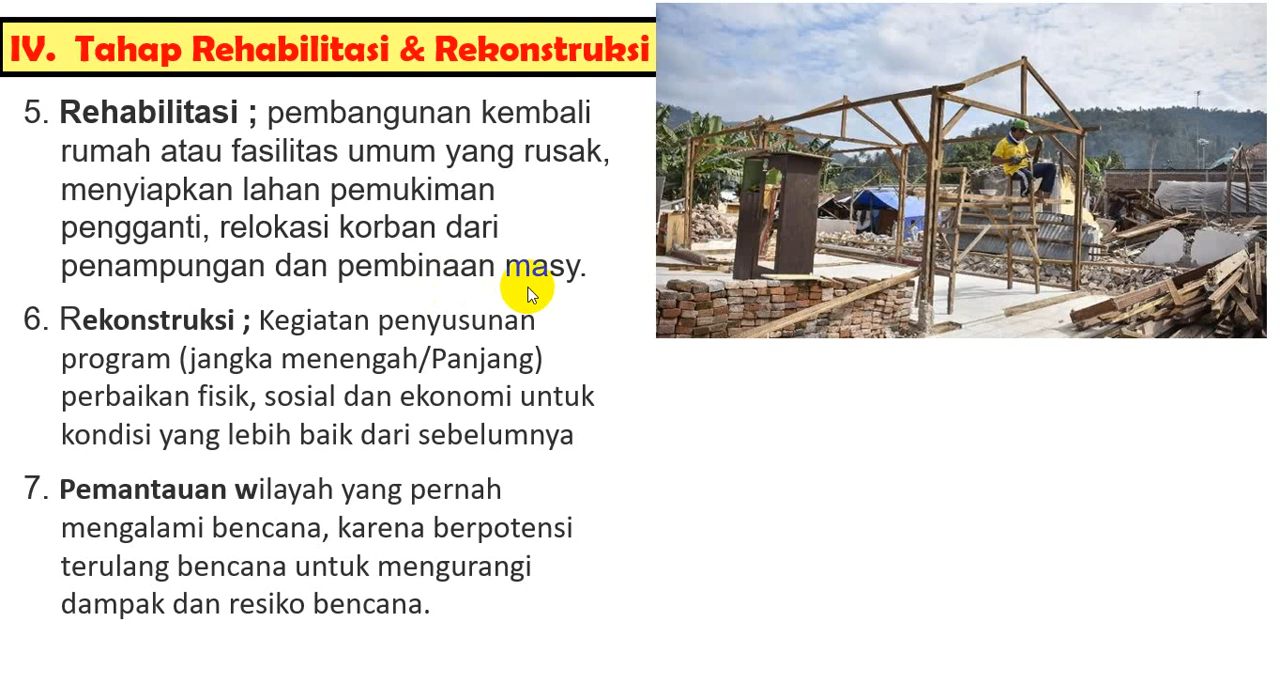 IV. Tahap Rehabilitasi & Rekonstruksi
5. Rehabilitasi ; pembangunan kembali
rumah atau fasilitas umum yang rusak,
menyiapkan lahan pemukiman
pengganti, relokasi korban dari
penampungan dan pembinaan masy.
6. Rekonstruksi ; Kegiatan penyusunan
program (jangka menengah/Panjang)
perbaikan fisik, sosial dan ekonomi untuk
kondisi yang lebih baik dari sebelumnya
7. Pemantauan wilayah yang pernah
mengalami bencana, karena berpotensi
terulang bencana untuk mengurangi
dampak dan resiko bencana.